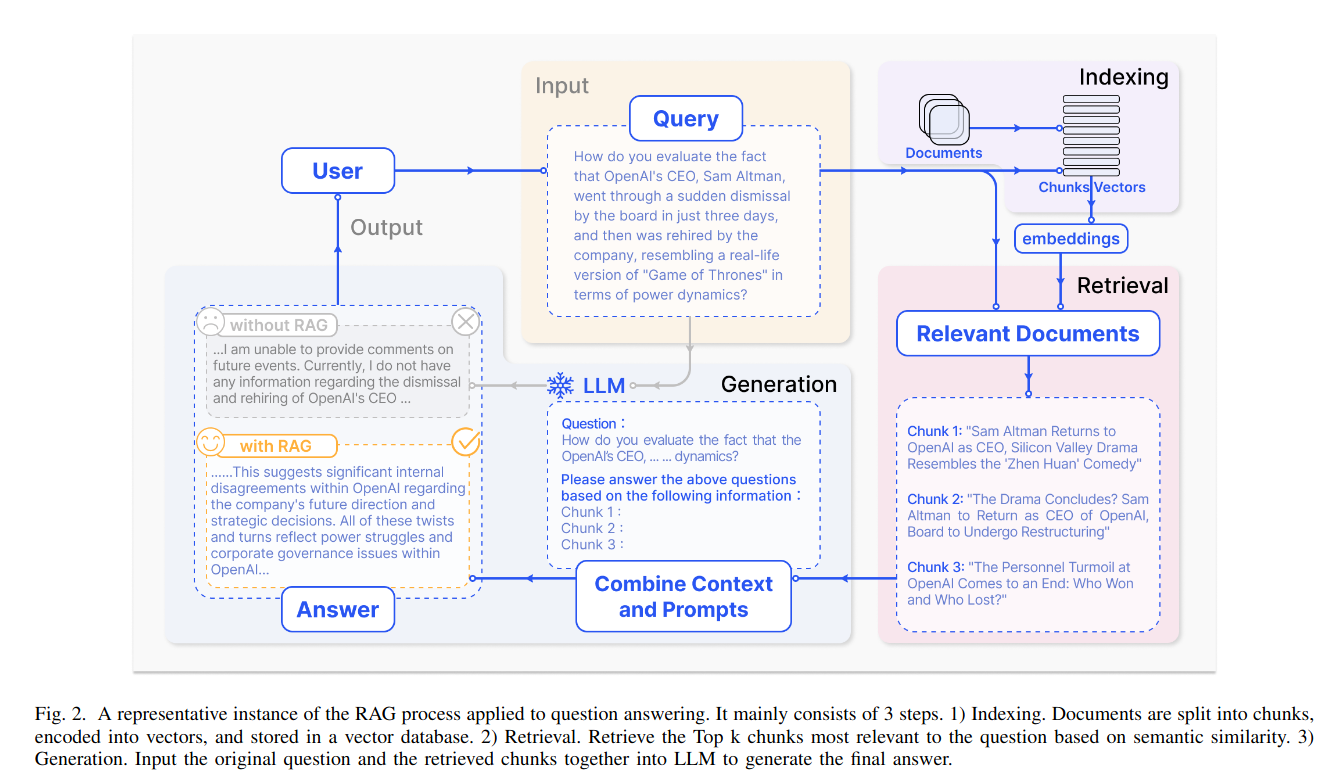 Input
Query
How do you evaluate the fact
that OpenAI's CEO, Sam Altman,
went through a sudden dismissal
by the board in just three days,
and then was rehired by the
company, resembling a real-life
version of "Game of Thrones" in
terms of power dynamics?
Indexing
Documents
Chunks Vectors
embeddings
User
Output
Retrieval
Relevant Documents
Chunk 1: "Sam Altman Returns to
OpenAI as CEO, Silicon Valley Drama
Resembles the 'Zhen Huan' Comedy"
Chunk 2: "The Drama Concludes? Sam
Altman to Return as CEO of OpenAI,
Board to Undergo Restructuring"
Chunk 3: "The Personnel Turmoil at
OpenAI Comes to an End: Who Won
and Who Lost?"
LLM
Generation
Question :
How do you evaluate the fact that the
OpenAI's CEO, ... ... dynamics?
Please answer the above questions
based on the following information :
Chunk 1 :
Chunk 2 :
Chunk 3 :
Combine Context
and Prompts
without RAG
...I am unable to provide comments on
future events. Currently, I do not have
any information regarding the dismissal
and rehiring of OpenAI's CEO ...
with RAG
......This suggests significant internal
disagreements within OpenAI regarding
the company's future direction and
strategic decisions. All of these twists
and turns reflect power struggles and
corporate governance issues within
OpenAI...
Answer
Fig. 2. A representative instance of the RAG process applied to question answering. It mainly consists of 3 steps. 1) Indexing. Documents are split into chunks,
encoded into vectors, and stored in a vector database. 2) Retrieval. Retrieve the Top k chunks most relevant to the question based on semantic similarity. 3)
Generation. Input the original question and the retrieved chunks together into LLM to generate the final answer.